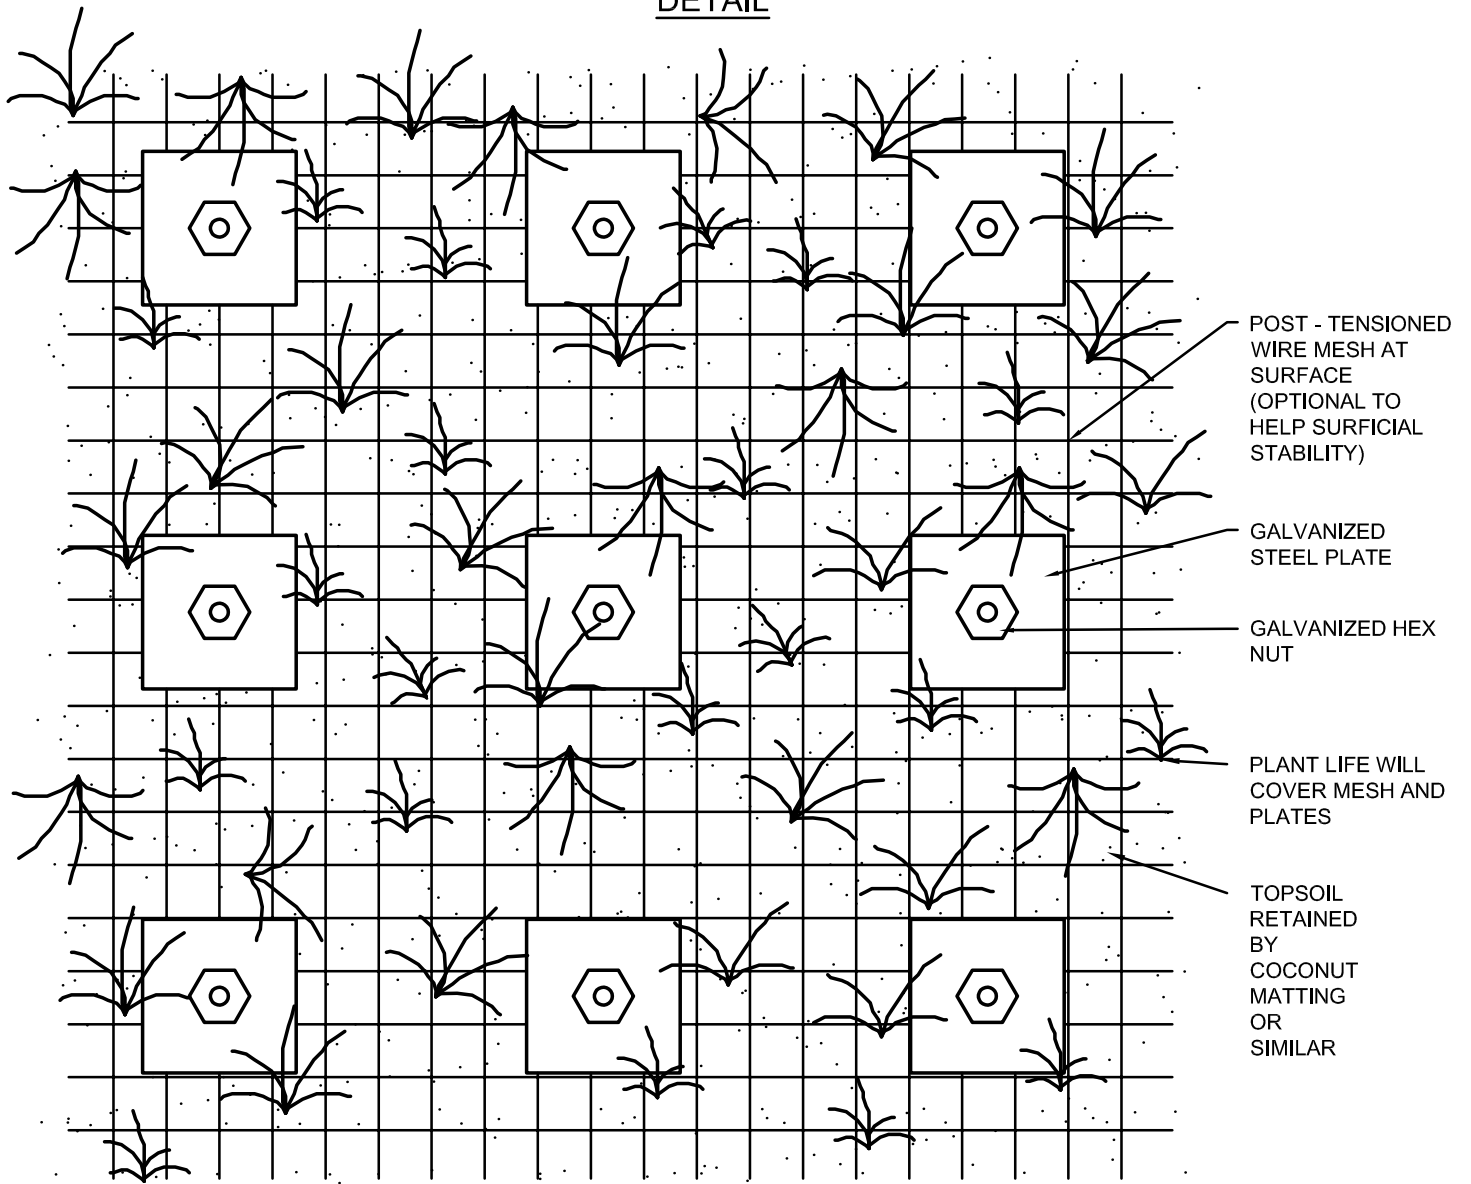 DETAIL
POST - TENSIONED
WIRE MESH AT
SURFACE
(OPTIONAL TO
HELP SURFICIAL
STABILITY)
GALVANIZED
STEEL PLATE
GALVANIZED HEX
NUT
PLANT LIFE WILL
COVER MESH AND
PLATES
TOPSOIL
RETAINED
BY
COCONUT
MATTING
OR
SIMILAR